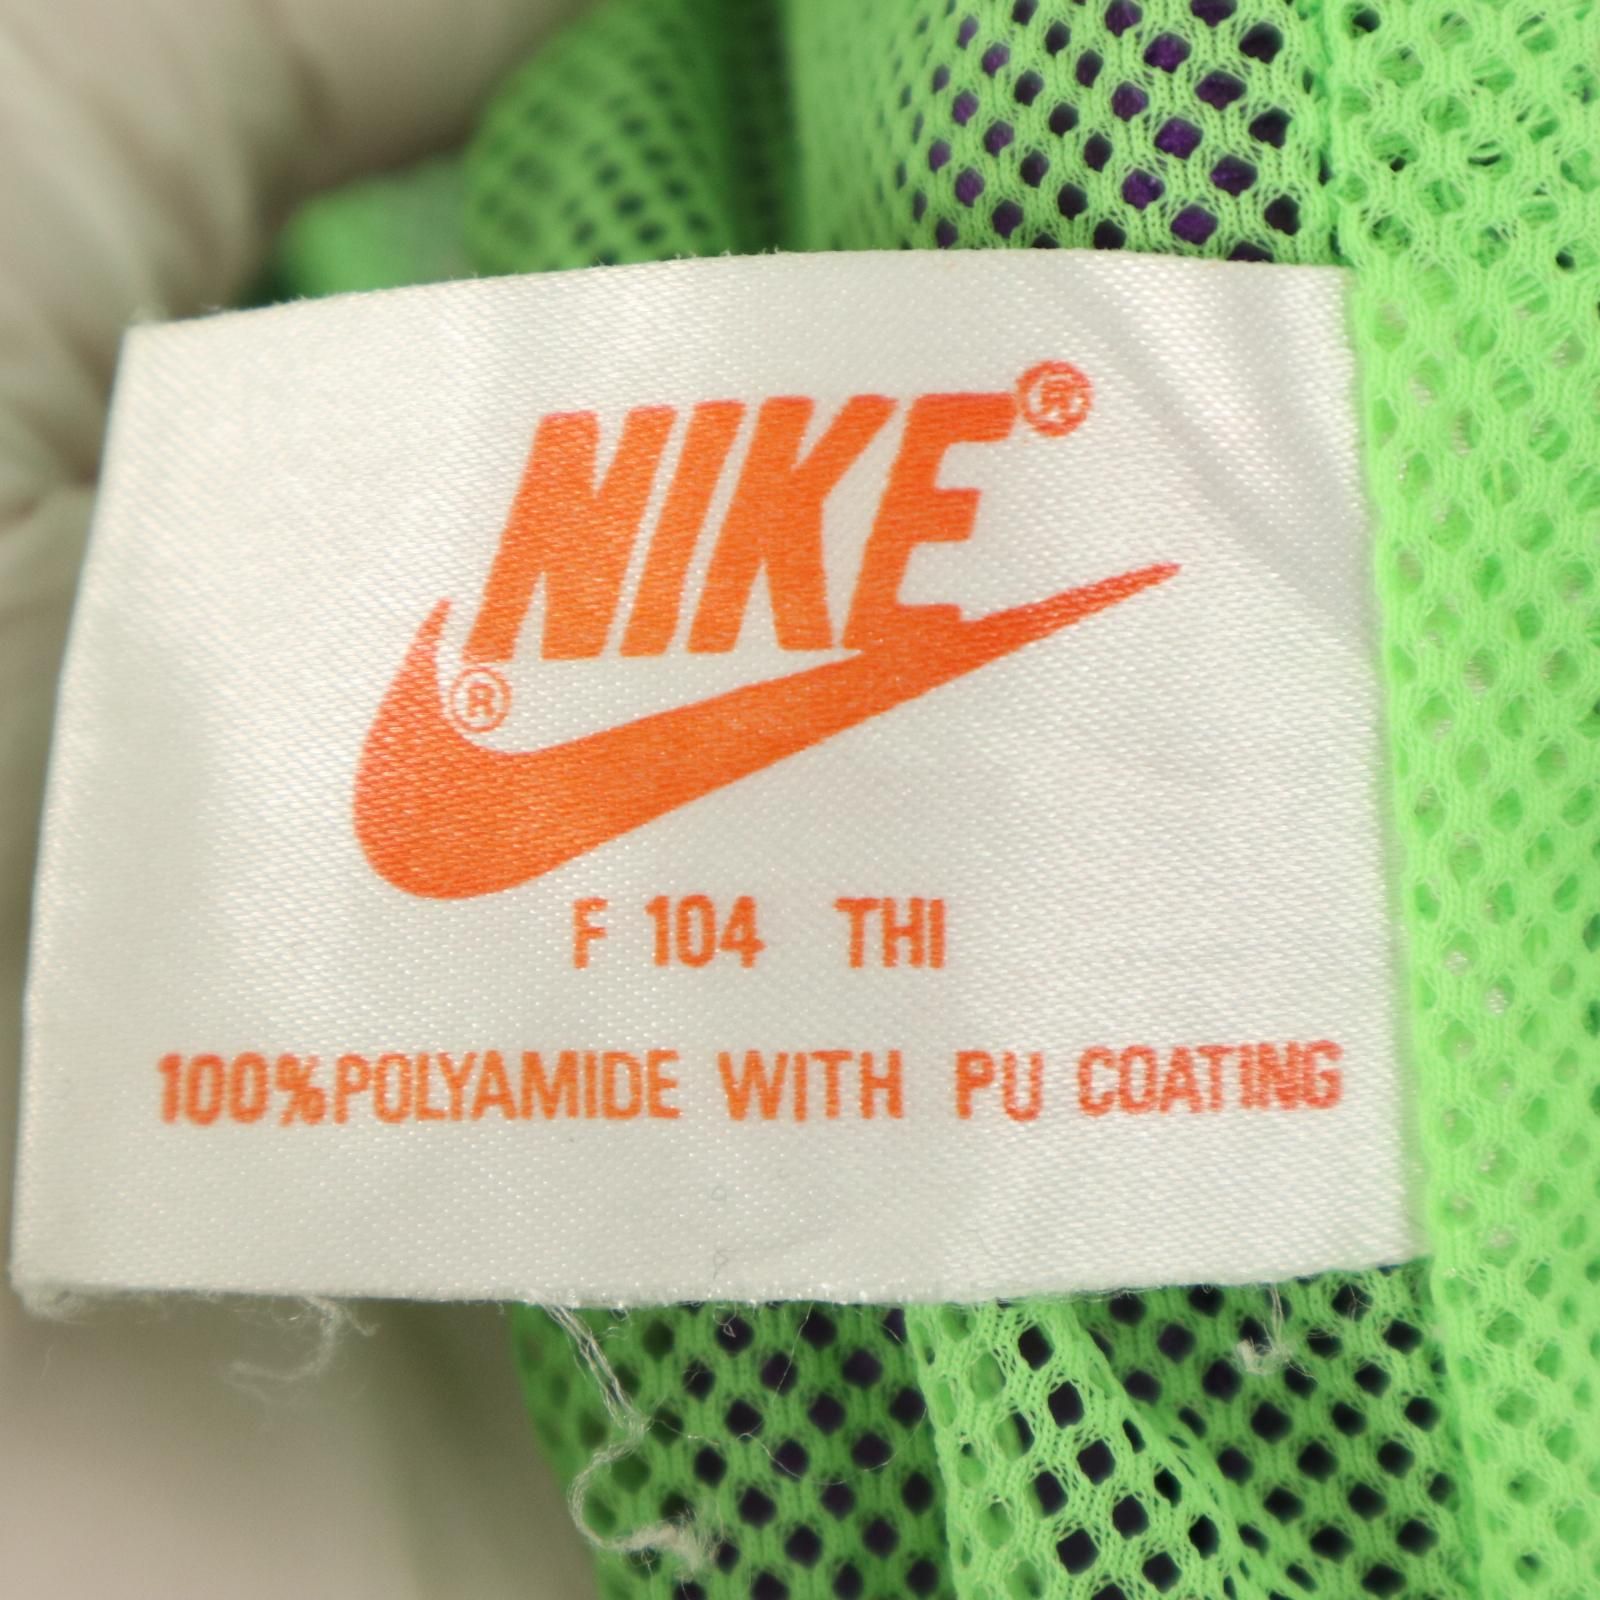 NIKE®
®
F 104 THI
100%POLYAMIDE WITH PU COATING